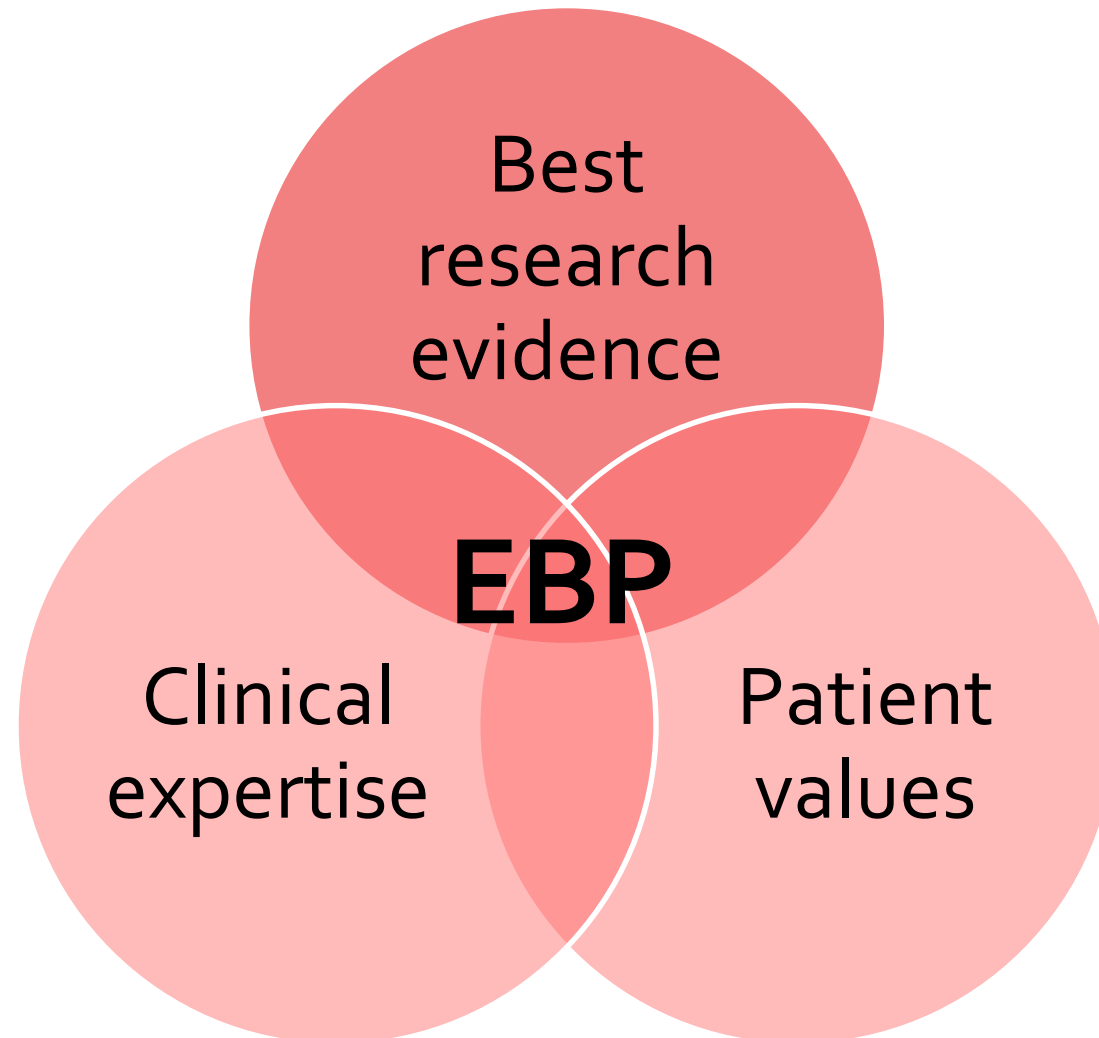 Best
research
evidence
EBP
Clinical
expertise
Patient
values